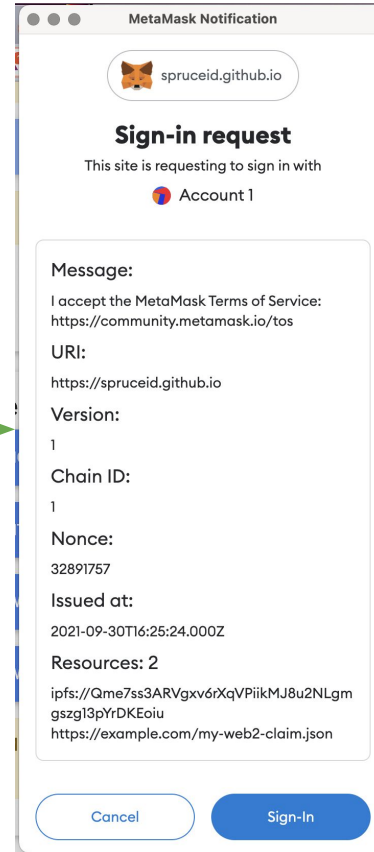 MetaMask Notification
spruceid.github.io
Sign-in request
This site is requesting to sign in with
Account 1
Message:
I accept the MetaMask Terms of Service:
https://community.metamask.io/tos
URI:
https://spruceid.github.io
Version:
1
Chain ID:
1
Nonce:
32891757
Issued at:
2021-09-30T16:25:24.000Z
Resources: 2
ipfs://Qme7ss3ARVgxv6rXqVPiikMJ8u2NLgm
gszg13pYrDKEoiu
https://example.com/my-web2-claim.json
Cancel
Sign-In